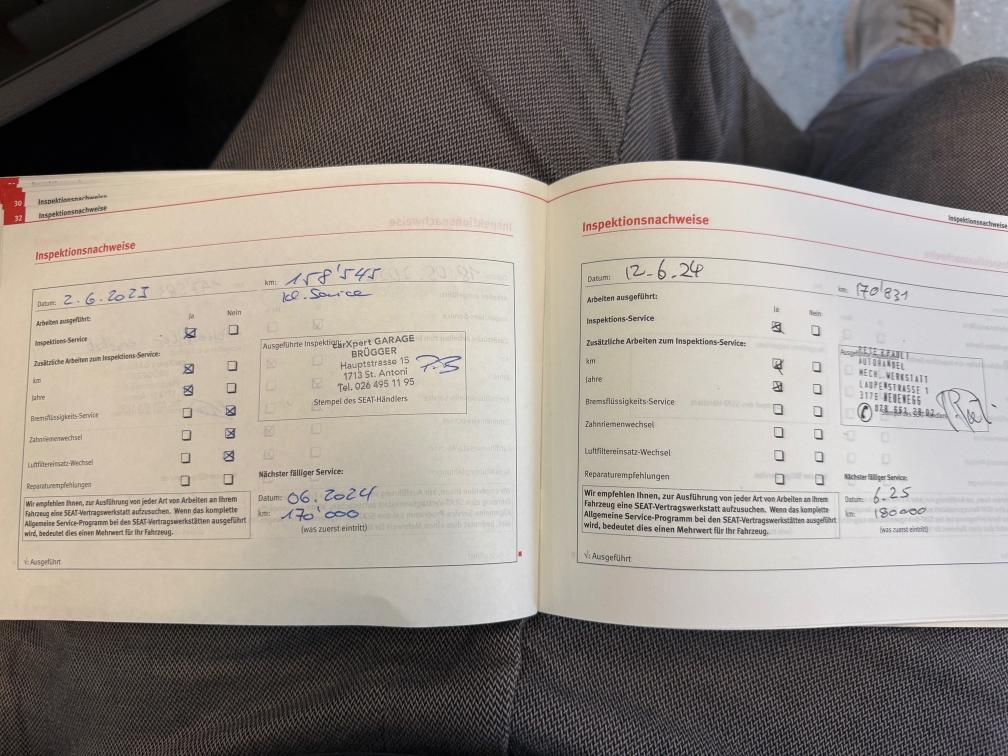 30 Inspektionsnachweise
32 Inspektionsnachweise
Inspektionsnachweise
Datum: 2.6.2023
km: 158'545
kl. Service
Arbeiten ausgeführt:
Ja Nein
Inspektions-Service
Zusätzliche Arbeiten zum Inspektions-Service:
km
Jahre
Bremsflüssigkeits-Service
Zahnriemenwechsel
Luftfiltereinsatz-Wechsel
Reparaturempfehlungen
Wir empfehlen Ihnen, zur Ausführung von jeder Art von Arbeiten an Ihrem
Fahrzeug eine SEAT-Vertragswerkstatt aufzusuchen. Wenn das komplette
Allgemeine Service-Programm bei den SEAT-Vertragswerkstätten ausgeführt
wird, bedeutet dies einen Mehrwert für Ihr Fahrzeug.
√: Ausgeführt
Ausgeführte Inspektion:
carXpert GARAGE
BRÜGGER
Hauptstrasse 15
1713 St. Antoni
Tel. 026 495 11 95
Stempel des SEAT-Händlers
Nächster fälliger Service:
Datum: 06.2024
km: 170'000
(was zuerst eintritt)
Inspektionsnachweise
Inspektionsnachweise
Datum: 12-6.24
km: 170'831
Arbeiten ausgeführt:
Ja Nein
Inspektions-Service
Zusätzliche Arbeiten zum Inspektions-Service:
km
Jahre
Bremsflüssigkeits-Service
Zahnriemenwechsel
Luftfiltereinsatz-Wechsel
Reparaturempfehlungen
Wir empfehlen Ihnen, zur Ausführung von jeder Art von Arbeiten an Ihrem
Fahrzeug eine SEAT-Vertragswerkstatt aufzusuchen. Wenn das komplette
Allgemeine Service-Programm bei den SEAT-Vertragswerkstätten ausgeführt
wird, bedeutet dies einen Mehrwert für Ihr Fahrzeug.
√: Ausgeführt
AUTOHANDEL
MECH. WERKSTATT
LAUPENSTRASSE 1
3176 NEUENEGG
Nächster fälliger Service:
Datum: 6.25
km: 180000
(was zuerst eintritt)